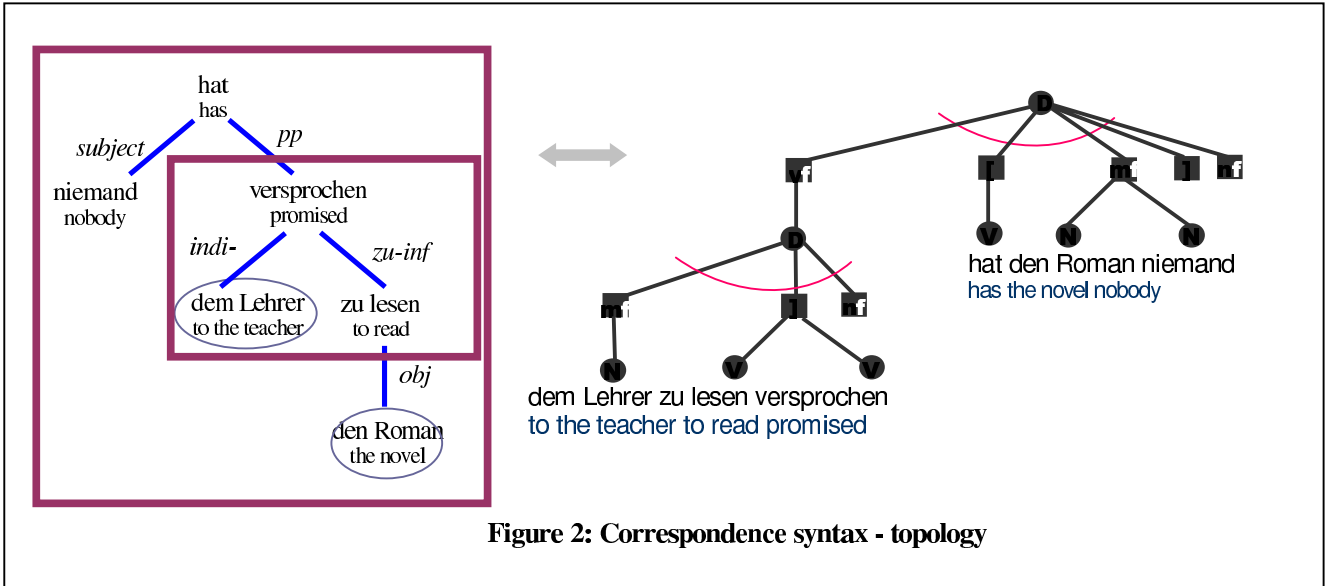 hat
has
subject
pp
niemand
nobody
versprochen
promised
indi-
zu-inf
dem Lehrer
to the teacher
zu lesen
to read
obj
den Roman
the novel
D
vf
[
mf
]
nf
V
N
N
hat den Roman niemand
has the novel nobody
D
mf
]
nf
N
V
V
dem Lehrer zu lesen versprochen
to the teacher to read promised
Figure 2: Correspondence syntax - topology